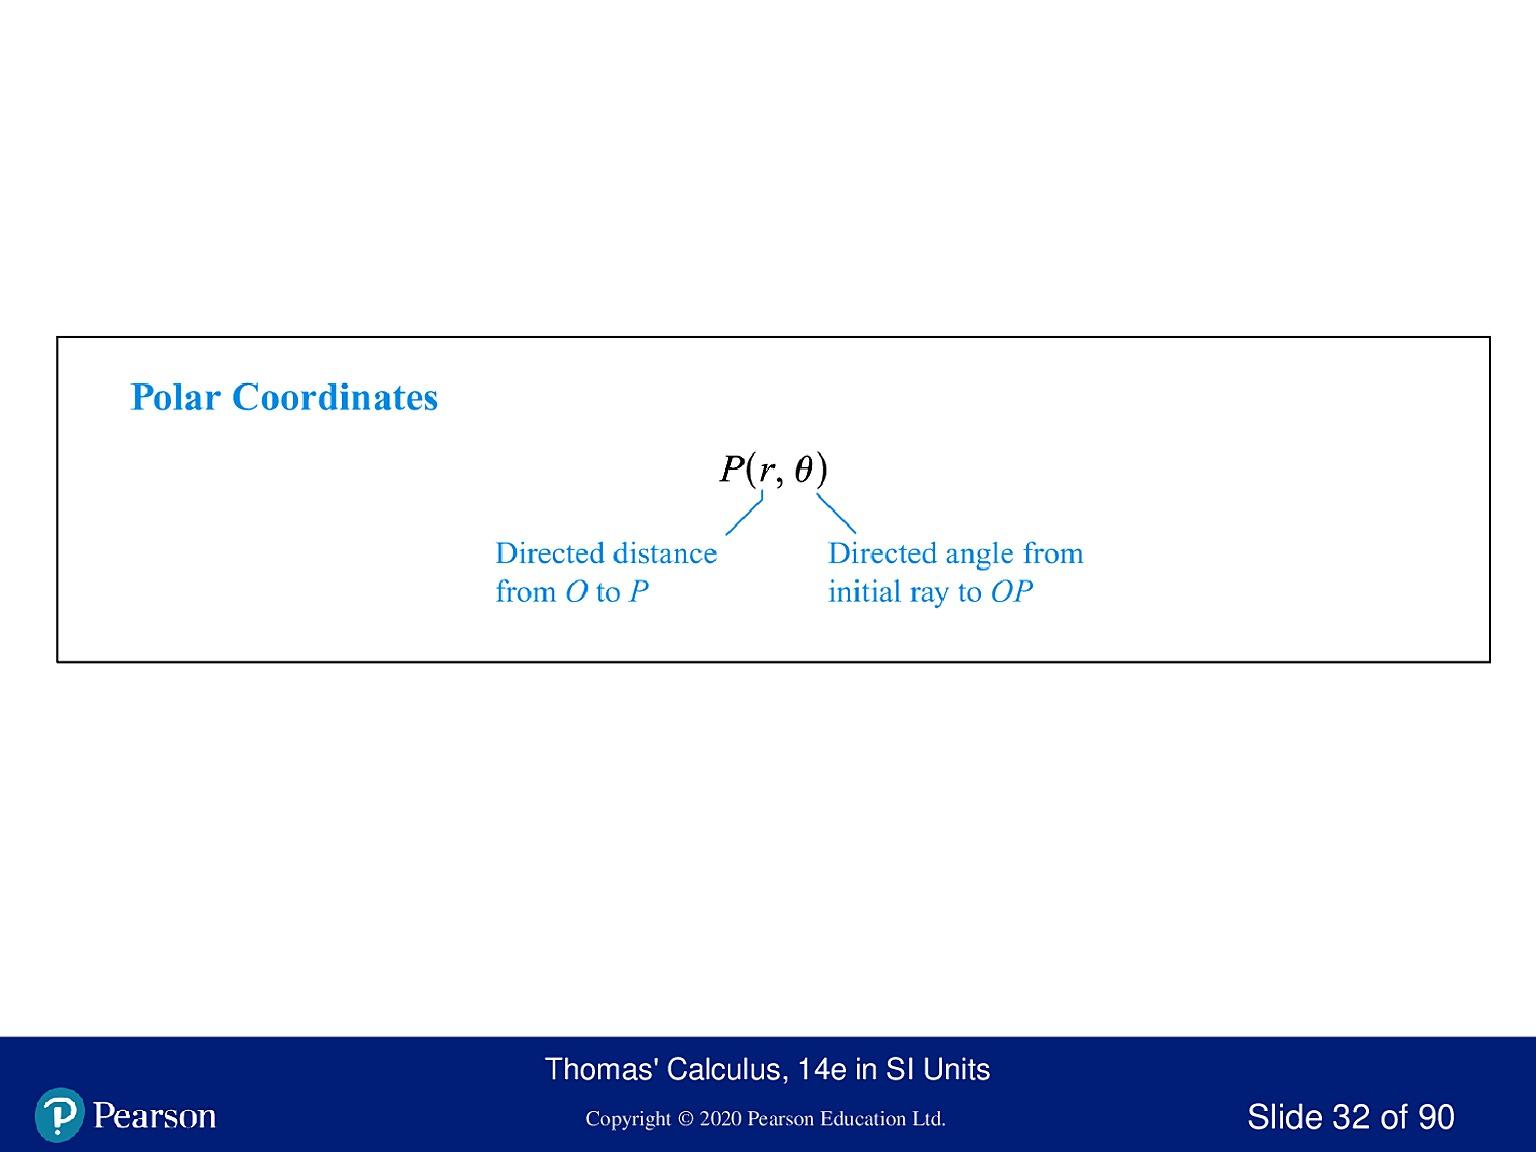 Polar Coordinates
P(r, θ)
Directed distance
from O to P
Directed angle from
initial ray to OP
Thomas' Calculus, 14e in SI Units
Pearson
Copyright © 2020 Pearson Education Ltd.
Slide 32 of 90